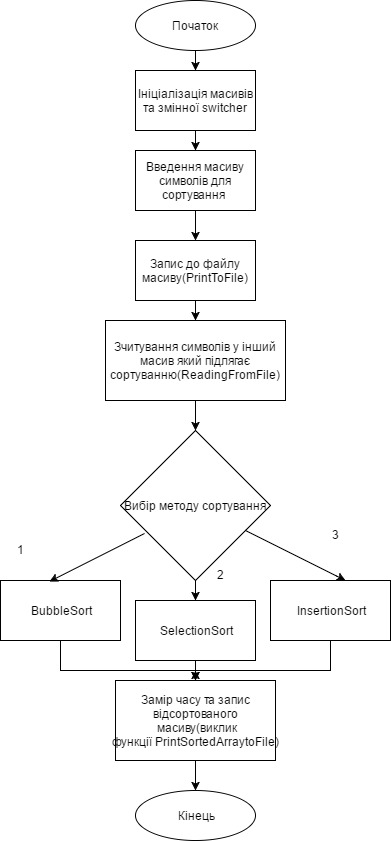 Початок
Ініціалізація масивів
та змінної switcher
Введення масиву
символів для
сортування
Запис до файлу
масиву(PrintToFile)
Зчитування символів у інший
масив який підлягає
сортуванню(ReadingFromFile)
Вибір методу сортування
1
2
3
BubbleSort
SelectionSort
InsertionSort
Замір часу та запис
відсортованого
масиву(виклик
функції PrintSortedArraytoFile)
Кінець